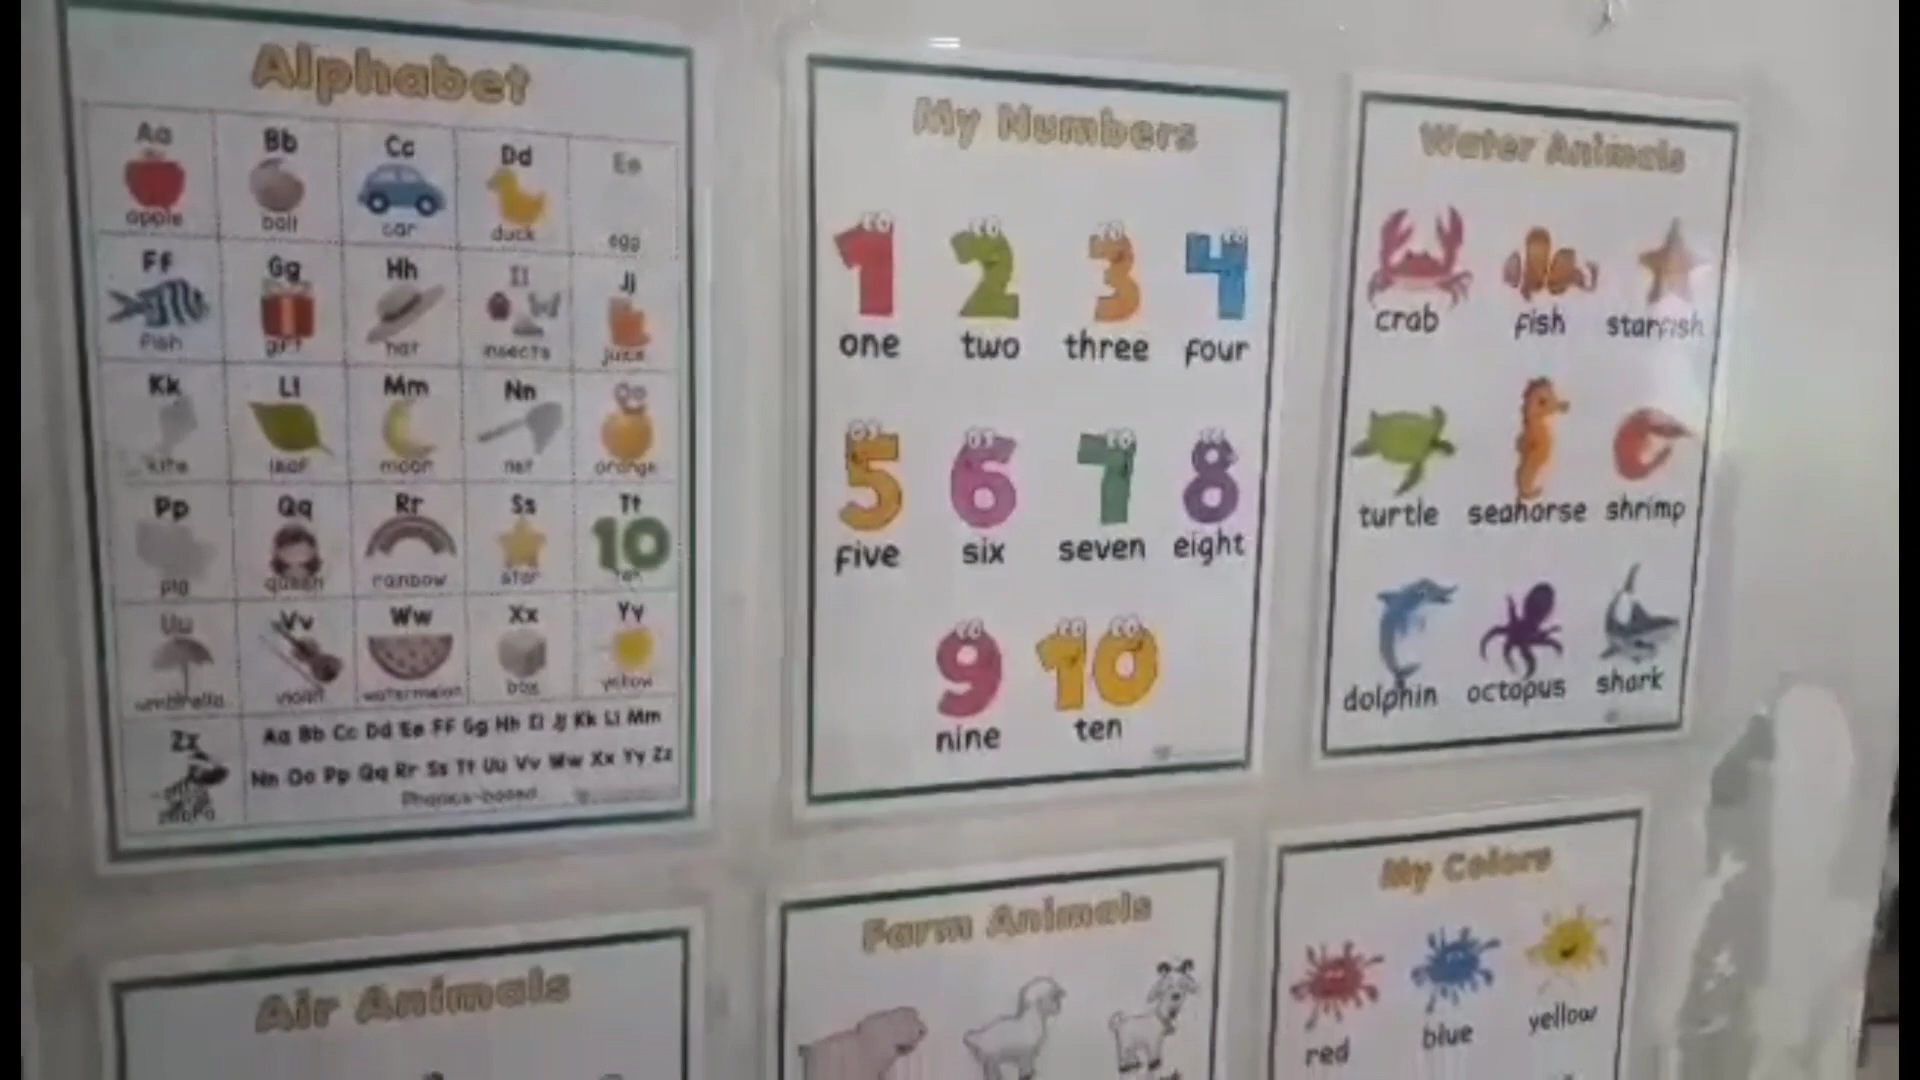 Alphabet
Aa Bb Cc Dd Ee
apple ball car duck egg
Ff Gg Hh Ii Jj
fish gift hat insects juice
Kk Ll Mm Nn Oo
kite leaf moon net orange
Pp Qq Rr Ss Tt
pig queen rainbow star ten
10
Uu Vv Ww Xx Yy
umbrella violin watermelon box yellow
Zz
zebra
Aa Bb Cc Dd Ee Ff Gg Hh Ii Jj Kk Ll Mm
Nn Oo Pp Qq Rr Ss Tt Uu Vv Ww Xx Yy Zz
Phonics-based
My Numbers
1 2 3 4
one two three four
5 6 7 8
five six seven eight
9 10
nine ten
Water Animals
crab fish starfish
turtle seahorse shrimp
dolphin octopus shark
Air Animals
Farm Animals
My Colors
red blue yellow